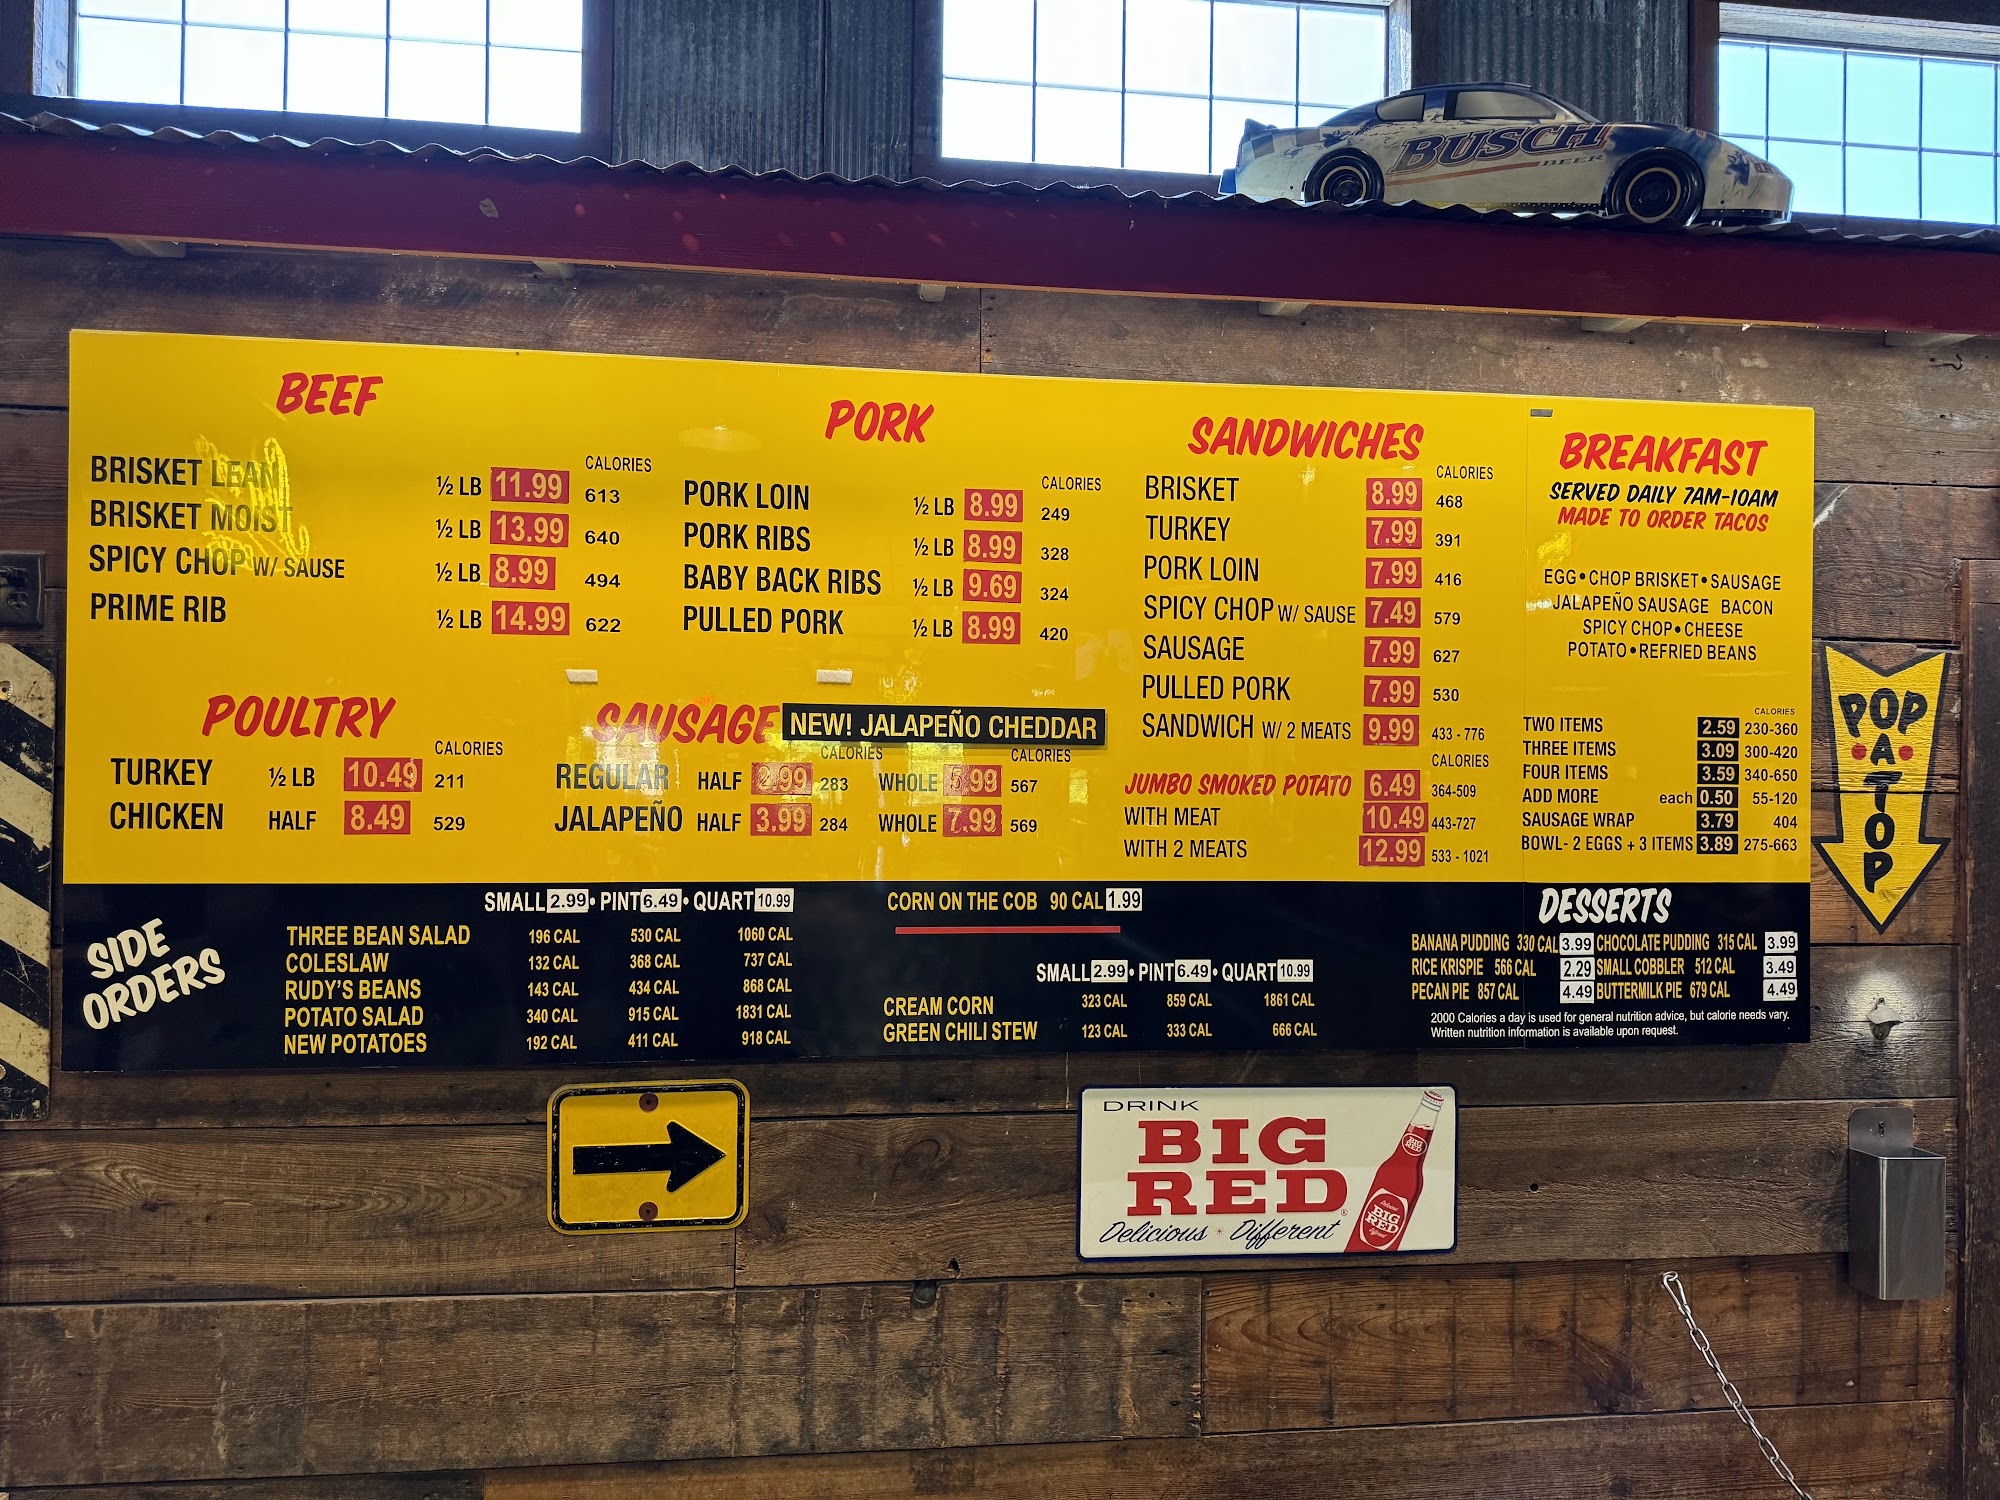 BUSCH
BEER
BEEF
CALORIES
BRISKET LEAN ½ LB 11.99 613
BRISKET MOIST ½ LB 13.99 640
SPICY CHOP W/ SAUSE ½ LB 8.99 494
PRIME RIB ½ LB 14.99 622
PORK
CALORIES
PORK LOIN ½ LB 8.99 249
PORK RIBS ½ LB 8.99 328
BABY BACK RIBS ½ LB 9.69 324
PULLED PORK ½ LB 8.99 420
POULTRY
CALORIES
TURKEY ½ LB 10.49 211
CHICKEN HALF 8.49 529
SAUSAGE NEW! JALAPEÑO CHEDDAR
CALORIES CALORIES
REGULAR HALF 283 WHOLE 5.99 567
JALAPEÑO HALF 3.99 284 WHOLE 7.99 569
SANDWICHES
CALORIES
BRISKET 8.99 468
TURKEY 7.99 391
PORK LOIN 7.99 416
SPICY CHOP W/ SAUSE 7.49 579
SAUSAGE 7.99 627
PULLED PORK 7.99 530
SANDWICH W/ 2 MEATS 9.99 433 - 776
CALORIES
JUMBO SMOKED POTATO 6.49 364-509
WITH MEAT 10.49 443-727
WITH 2 MEATS 12.99 533 - 1021
BREAKFAST
SERVED DAILY 7AM-10AM
MADE TO ORDER TACOS
EGG • CHOP BRISKET • SAUSAGE
JALAPEÑO SAUSAGE BACON
SPICY CHOP • CHEESE
POTATO • REFRIED BEANS
CALORIES
TWO ITEMS 2.59 230-360
THREE ITEMS 3.09 300-420
FOUR ITEMS 3.59 340-650
ADD MORE each 0.50 55-120
SAUSAGE WRAP 3.79 404
BOWL- 2 EGGS + 3 ITEMS 3.89 275-663
POP
A
TOP
SIDE
ORDERS
SMALL 2.99 • PINT 6.49 • QUART 10.99
THREE BEAN SALAD 196 CAL 530 CAL 1060 CAL
COLESLAW 132 CAL 368 CAL 737 CAL
RUDY'S BEANS 143 CAL 434 CAL 868 CAL
POTATO SALAD 340 CAL 915 CAL 1831 CAL
NEW POTATOES 192 CAL 411 CAL 918 CAL
CORN ON THE COB 90 CAL 1.99
SMALL 2.99 • PINT 6.49 • QUART 10.99
CREAM CORN 323 CAL 859 CAL 1861 CAL
GREEN CHILI STEW 123 CAL 333 CAL 666 CAL
DESSERTS
BANANA PUDDING 330 CAL 3.99 CHOCOLATE PUDDING 315 CAL 3.99
RICE KRISPIE 566 CAL 2.29 SMALL COBBLER 512 CAL 3.49
PECAN PIE 857 CAL 4.49 BUTTERMILK PIE 679 CAL 4.49
2000 Calories a day is used for general nutrition advice, but calorie needs vary.
Written nutrition information is available upon request.
DRINK
BIG
RED
Delicious * Different
BIG
RED
BIG
RED